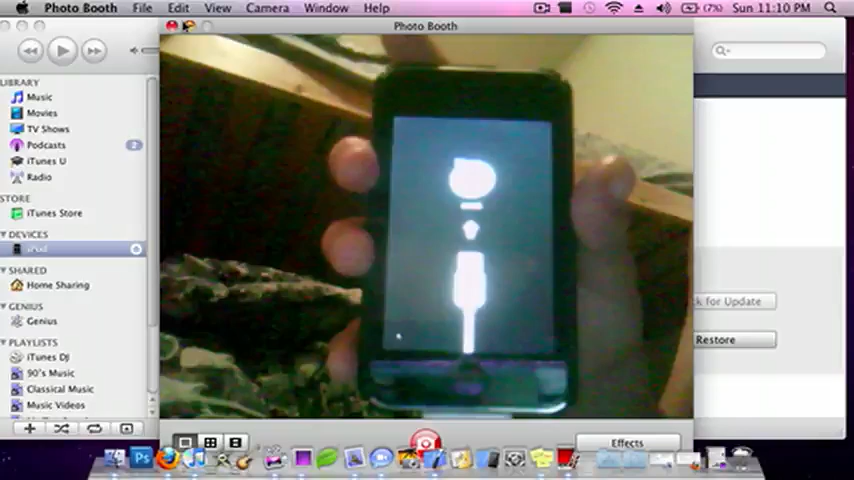 Photo Booth File Edit View Camera Window Help (7%) Sun 11:10 PM
Photo Booth
LIBRARY
Music
Movies
TV Shows
Podcasts 2
iTunes U
Radio
STORE
iTunes Store
DEVICES
iPod
SHARED
Home Sharing
GENIUS
Genius
PLAYLISTS
iTunes DJ
90's Music
Classical Music
Music Videos
k for Update
Restore
Effects
Ps